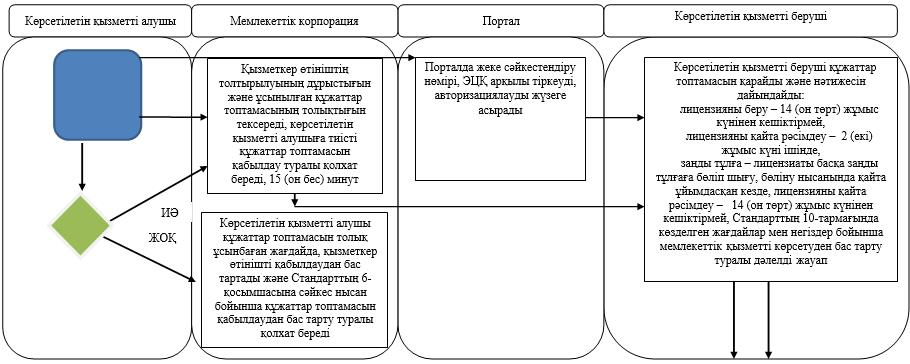 Көрсетілетін қызметті алушы
Мемлекеттік корпорация
Портал
Көрсетілетін қызметті беруші
ИӘ
ЖОҚ
Қызметкер өтініштің
толтырылуының дұрыстығын
және ұсынылған құжаттар
топтамасының толықтығын
тексереді, көрсетілетін
қызметті алушыға тиісті
құжаттар топтамасын
қабылдау туралы қолхат
береді, 15 (он бес) минут
Көрсетілетін қызметті алушы
құжаттар топтамасын толық
ұсынбаған жағдайда, қызметкер
өтінішті қабылдаудан бас
тартады және Стандарттың 6-
қосымшасына сәйкес нысан
бойынша құжаттар топтамасын
қабылдаудан бас тарту туралы
қолхат береді
Порталда жеке сәйкестендіру
нөмірі, ЭЦҚ арқылы тіркеуді,
авторизациялауды жүзеге
асырады
Көрсетілетін қызметті беруші құжаттар
топтамасын қарайды және нәтижесін
дайындайды:
лицензияны беру – 14 (он төрт) жұмыс
күнінен кешіктірмей,
лицензияны қайта рәсімдеу – 2 (екі)
жұмыс күні ішінде,
заңды тұлға – лицензиаты басқа заңды
тұлғаға бөліп шығу, бөліну нысанында қайта
ұйымдасқан кезде, лицензияны қайта
рәсімдеу – 14 (он төрт) жұмыс күнінен
кешіктірмей, Стандарттың 10-тармағында
көзделген жағдайлар мен негіздер бойынша
мемлекеттік қызметті көрсетуден бас тарту
туралы дәлелді жауап